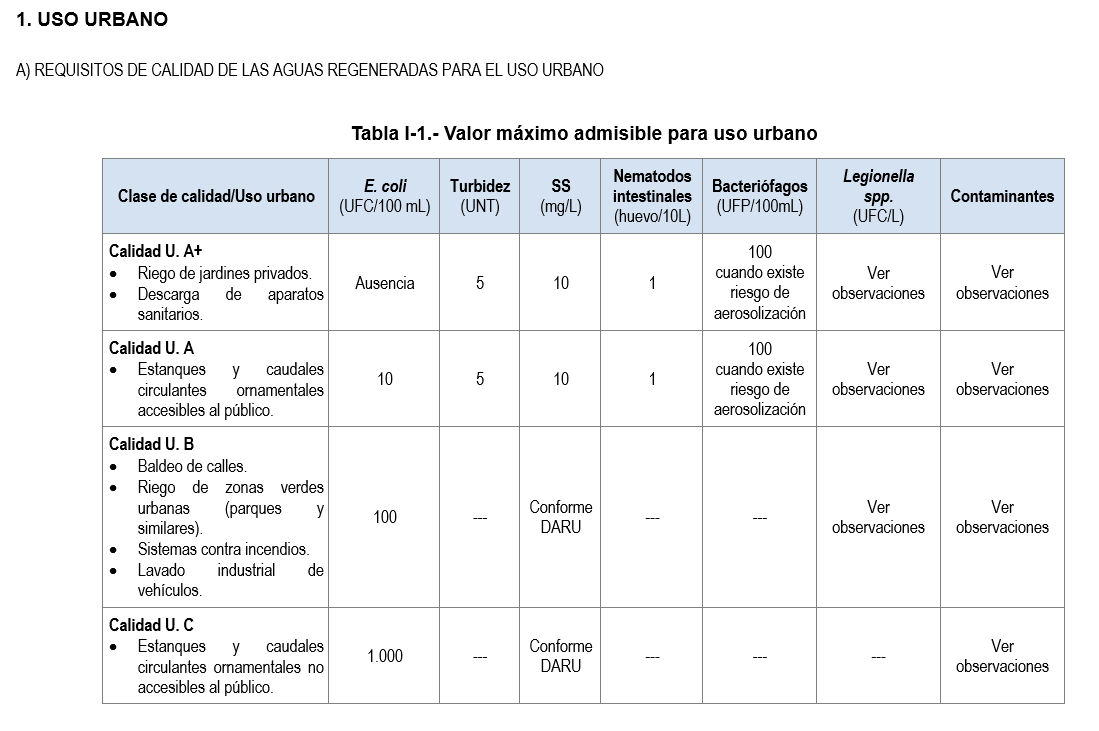 1. USO URBANO
A) REQUISITOS DE CALIDAD DE LAS AGUAS REGENERADAS PARA EL USO URBANO
Tabla I-1.- Valor máximo admisible para uso urbano
Clase de calidad/Uso urbano
E. coli
(UFC/100 mL)
Turbidez
(UNT)
SS
(mg/L)
Nematodos
intestinales
(huevo/10L)
Bacteriófagos
(UFP/100mL)
Legionella
spp.
(UFC/L)
Contaminantes
Calidad U. A+
• Riego de jardines privados.
• Descarga de aparatos
sanitarios.
Ausencia
5
10
1
100
cuando existe
riesgo de
aerosolización
Ver
observaciones
Ver
observaciones
Calidad U. A
• Estanques y caudales
circulantes ornamentales
accesibles al público.
10
5
10
1
100
cuando existe
riesgo de
aerosolización
Ver
observaciones
Ver
observaciones
Calidad U. B
• Baldeo de calles.
• Riego de zonas verdes
urbanas (parques y
similares).
• Sistemas contra incendios.
• Lavado industrial de
vehículos.
100
---
Conforme
DARU
---
---
Ver
observaciones
Ver
observaciones
Calidad U. C
• Estanques y caudales
circulantes ornamentales no
accesibles al público.
1.000
---
Conforme
DARU
---
---
---
Ver
observaciones